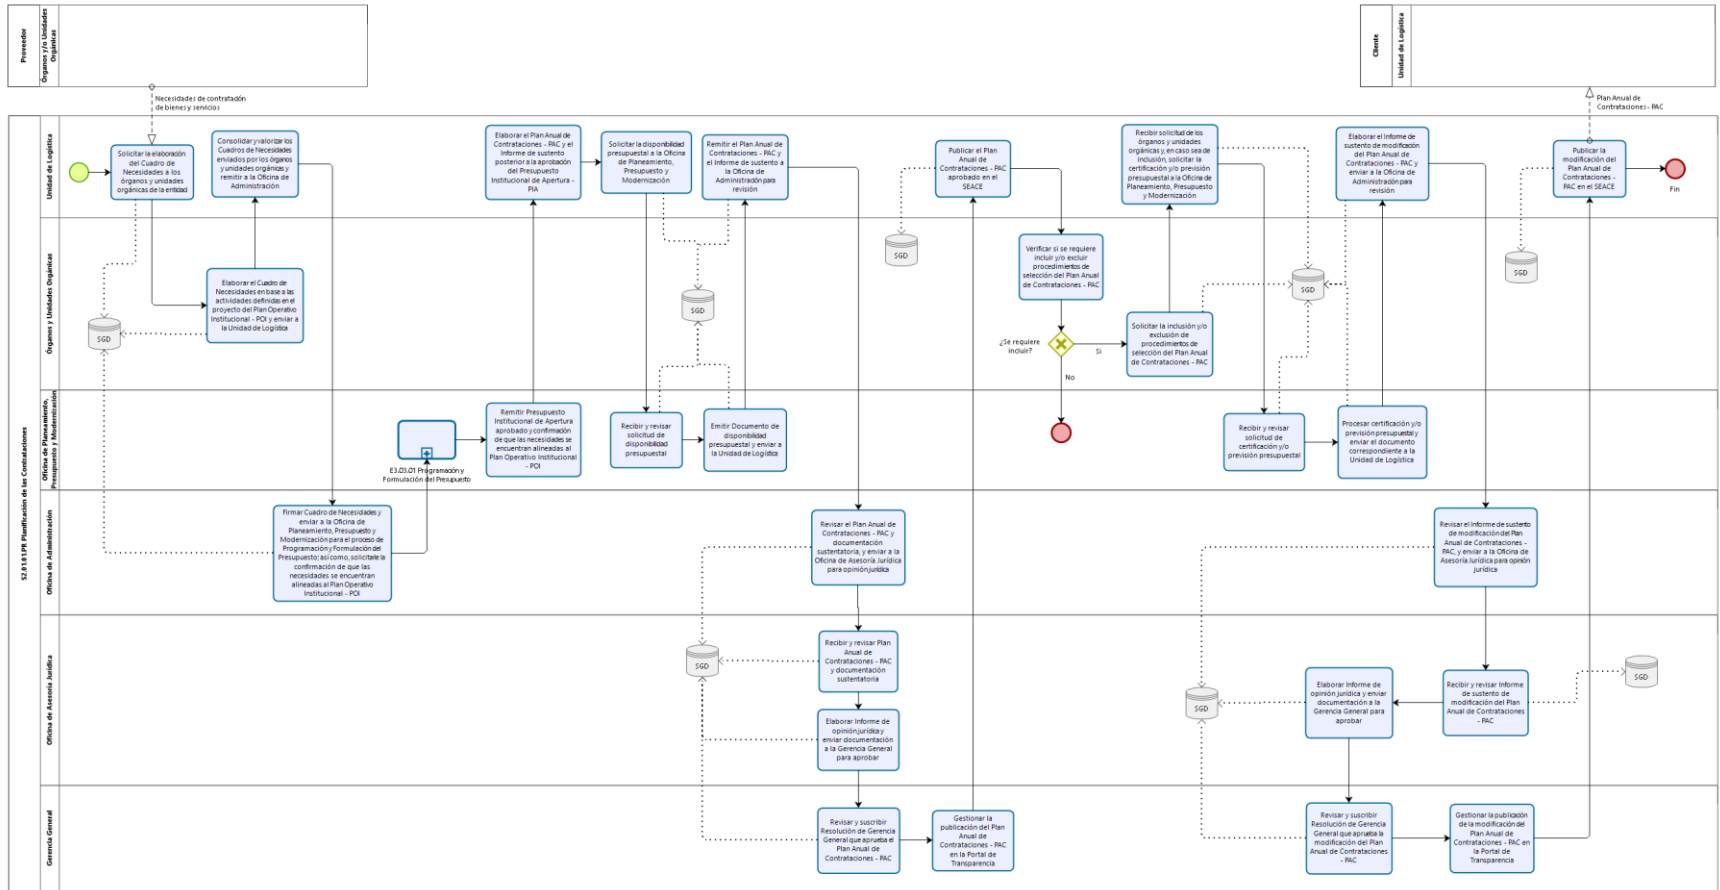 Proveedor
Órganos y/o Unidades
Orgánicas
Necesidades de contratación
de bienes y servicios
Cliente
Unidad de Logística
Plan Anual de
Contrataciones - PAC
S2.01.01.PR Planificación de las Contrataciones
Unidad de Logística
Solicitar la elaboración
del Cuadro de
Necesidades a los
órganos y unidades
orgánicas de la entidad
Consolidar y valorizar los
Cuadros de Necesidades
enviados por los órganos
y unidades orgánicas y
remitir a la Oficina de
Administración
Elaborar el Plan Anual de
Contrataciones - PAC y el
Informe de sustento
posterior a la aprobación
del Presupuesto
Institucional de Apertura -
PIA
Solicitar la disponibilidad
presupuestal a la Oficina
de Planeamiento,
Presupuesto y
Modernización
Remitir el Plan Anual de
Contrataciones - PAC y
el Informe de sustento a
la Oficina de
Administración para
revisión
Publicar el Plan
Anual de
Contrataciones - PAC
aprobado en el
SEACE
Recibir solicitud de los
órganos y unidades
orgánicas y, en caso sea de
inclusión, solicitar la
certificación y/o previsión
presupuestal a la Oficina de
Planeamiento, Presupuesto
y Modernización
Elaborar el Informe de
sustento de modificación
del Plan Anual de
Contrataciones - PAC y
enviar a la Oficina de
Administración para
revisión
Publicar la
modificación del
Plan Anual de
Contrataciones -
PAC en el SEACE
Fin
Órganos y Unidades Orgánicas
SGD
Elaborar el Cuadro de
Necesidades en base a las
actividades definidas en el
proyecto del Plan Operativo
Institucional - POI y enviar a
la Unidad de Logística
SGD
SGD
Verificar si se requiere
incluir y/o excluir
procedimientos de
selección del Plan Anual
de Contrataciones - PAC
¿Se requiere
incluir?
Si
No
Solicitar la inclusión y/o
exclusión de
procedimientos de
selección del Plan Anual
de Contrataciones - PAC
SGD
SGD
Oficina de Planeamiento,
Presupuesto y Modernización
E3.03.01 Programación y
Formulación del Presupuesto
Remitir Presupuesto
Institucional de Apertura
aprobado y confirmación
de que las necesidades se
encuentran alineadas al
Plan Operativo Institucional
- POI
Recibir y revisar
solicitud de
disponibilidad
presupuestal
Emitir Documento de
disponibilidad
presupuestal y enviar a
la Unidad de Logística
Recibir y revisar
solicitud de
certificación y/o
previsión presupuestal
Procesar certificación y/o
previsión presupuestal y
enviar el documento
correspondiente a la
Unidad de Logística
Oficina de Administración
Firmar Cuadro de Necesidades y
enviar a la Oficina de
Planeamiento, Presupuesto y
Modernización para el proceso de
Programación y Formulación del
Presupuesto; así como, solicitarle la
confirmación de que las
necesidades se encuentran
alineadas al Plan Operativo
Institucional - POI
Revisar el Plan Anual de
Contrataciones - PAC y
documentación
sustentatoria, y enviar a la
Oficina de Asesoría Jurídica
para opinión jurídica
Revisar el Informe de sustento
de modificación del Plan
Anual de Contrataciones -
PAC, y enviar a la Oficina de
Asesoría Jurídica para opinión
jurídica
Oficina de Asesoría Jurídica
SGD
Recibir y revisar Plan
Anual de
Contrataciones - PAC
y documentación
sustentatoria
Elaborar Informe de
opinión jurídica y
enviar documentación
a la Gerencia General
para aprobar
SGD
Elaborar Informe de
opinión jurídica y enviar
documentación a la
Gerencia General para
aprobar
Recibir y revisar Informe
de sustento de
modificación del Plan
Anual de Contrataciones
- PAC
SGD
Gerencia General
Revisar y suscribir
Resolución de Gerencia
General que aprueba el
Plan Anual de
Contrataciones - PAC
Gestionar la
publicación del Plan
Anual de
Contrataciones - PAC
en la Portal de
Transparencia
Revisar y suscribir
Resolución de Gerencia
General que aprueba la
modificación del Plan
Anual de Contrataciones
- PAC
Gestionar la publicación
de la modificación del
Plan Anual de
Contrataciones - PAC en
la Portal de
Transparencia